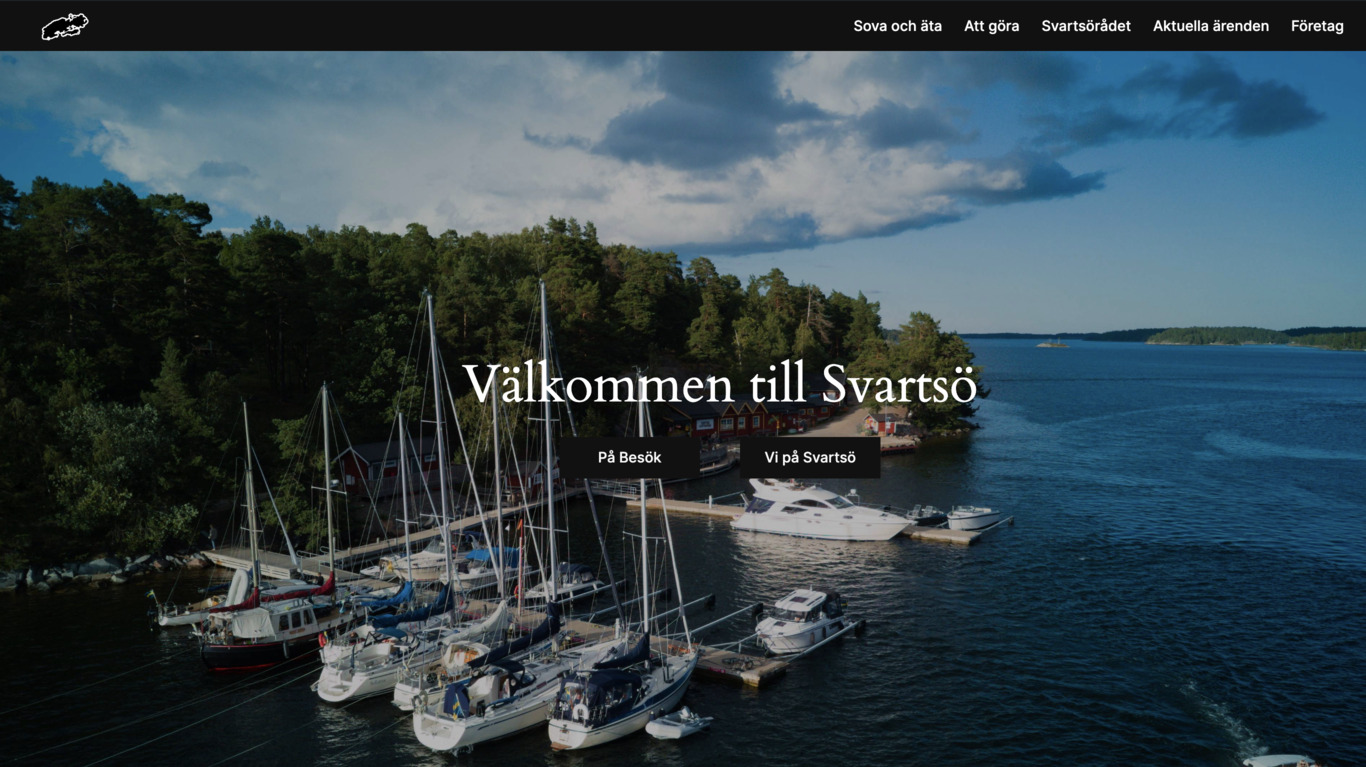 Sova och äta
Att göra
Svartsörådet
Aktuella ärenden
Företag
Välkommen till Svartsö
På Besök
Vi på Svartsö